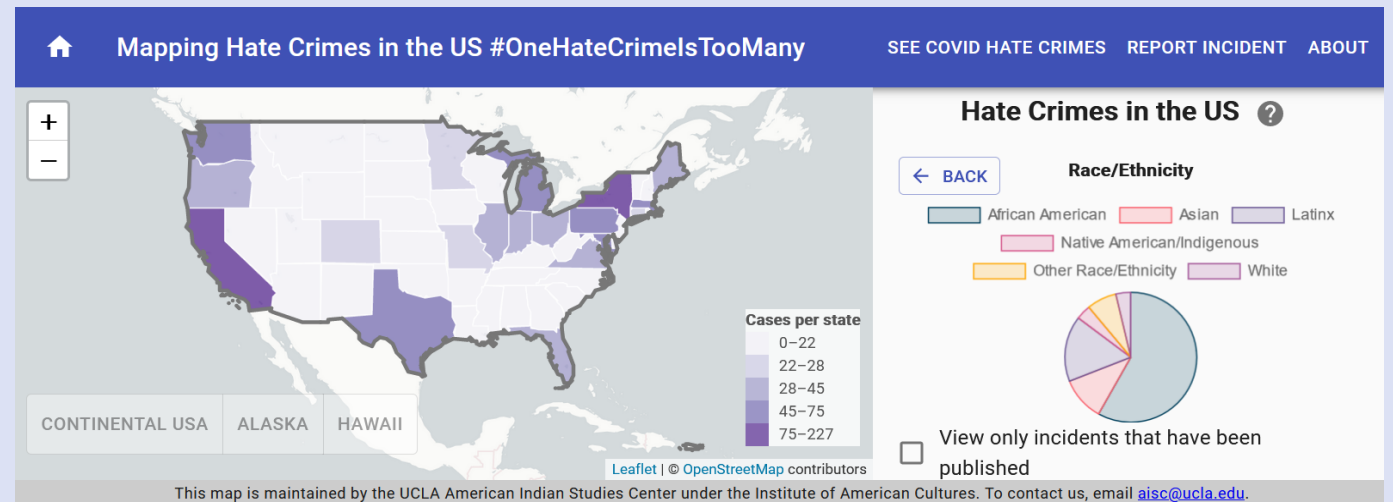 Mapping Hate Crimes in the US #OneHateCrimeIsTooMany
SEE COVID HATE CRIMES
REPORT INCIDENT
ABOUT
+
−
CONTINENTAL USA
ALASKA
HAWAII
Cases per state
0–22
22–28
28–45
45–75
75–227
Leaflet | © OpenStreetMap contributors
Hate Crimes in the US ?
← BACK
Race/Ethnicity
African American
Asian
Latinx
Native American/Indigenous
Other Race/Ethnicity
White
View only incidents that have been
published
This map is maintained by the UCLA American Indian Studies Center under the Institute of American Cultures. To contact us, email aisc@ucla.edu.